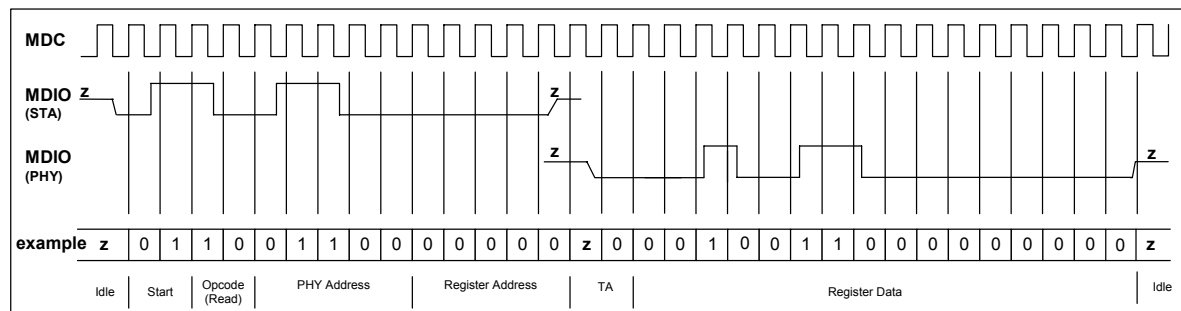 MDC
z z
MDIO
(STA)
MDIO z z
(PHY)
example z 0 1 1 0 0 1 1 0 0 0 0 0 0 0 z 0 0 0 1 0 0 1 1 0 0 0 0 0 0 0 0 0 z
Idle Start Opcode (Read) PHY Address Register Address TA Register Data Idle